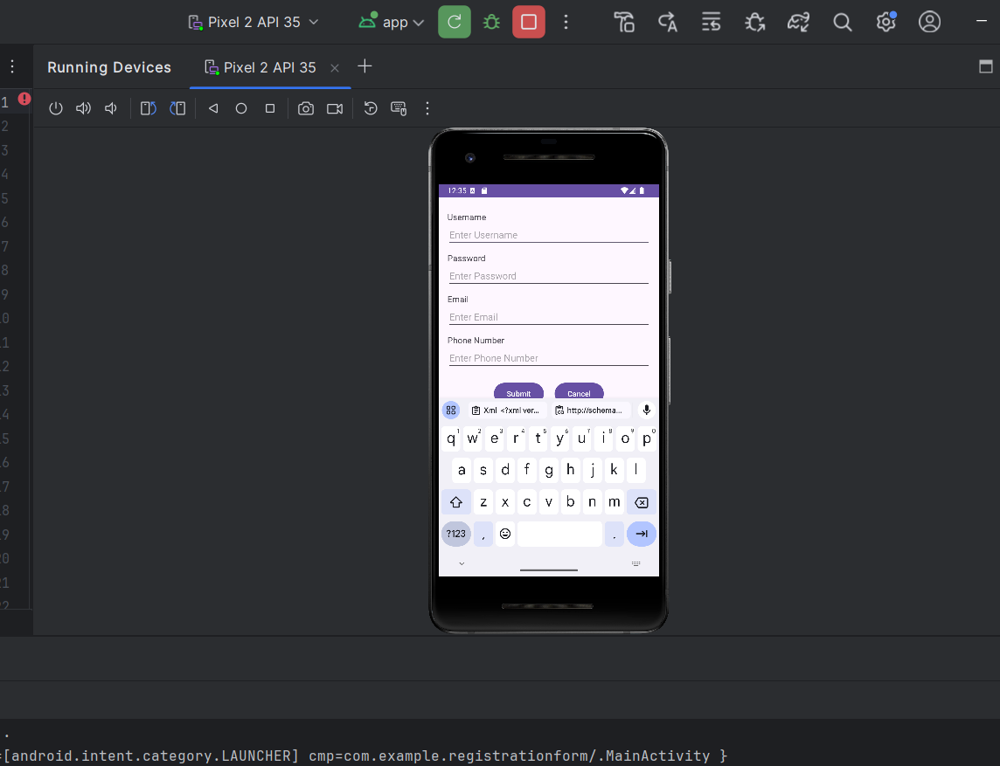 Pixel 2 API 35 app
Running Devices Pixel 2 API 35
12:35
Username
Enter Username
Password
Enter Password
Email
Enter Email
Phone Number
Enter Phone Number
Submit Cancel
Xml <?xml ver... http://schema...
q1 w2 e3 r4 t5 y6 u7 i8 o9 p0
a s d f g h j k l
z x c v b n m
?123 , .
1
2
3
4
5
6
7
8
9
0
1
2
3
4
5
6
7
8
9
20
21
22
.
=[android.intent.category.LAUNCHER] cmp=com.example.registrationform/.MainActivity }